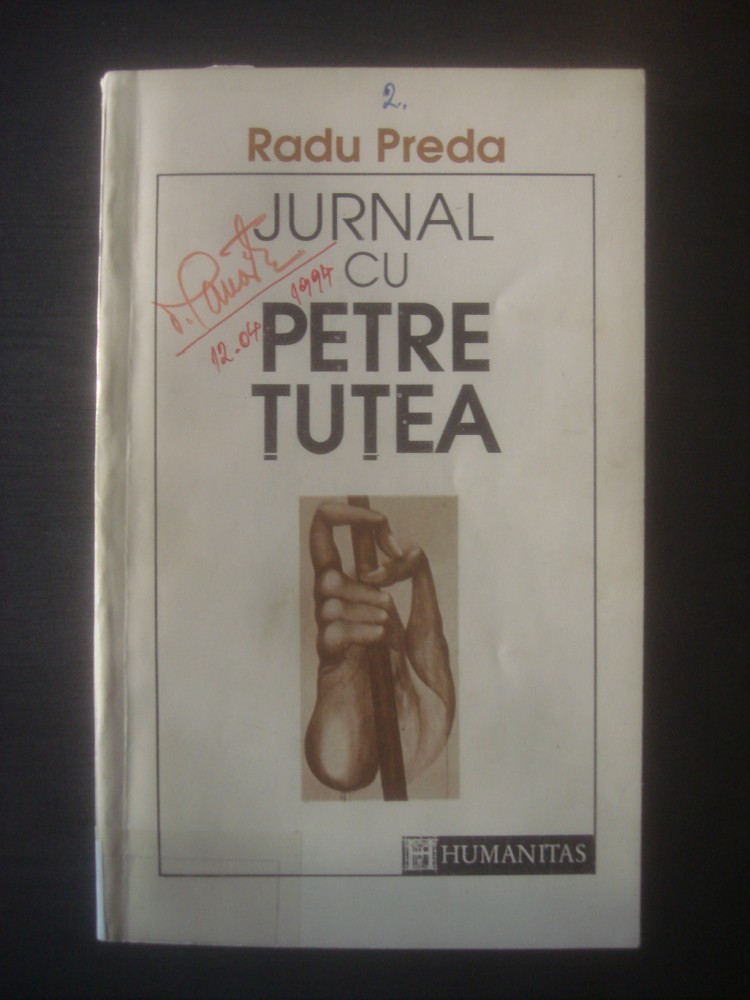 2.
Radu Preda
JURNAL
CU
PETRE
ȚUȚEA
12.04 1994
HUMANITAS